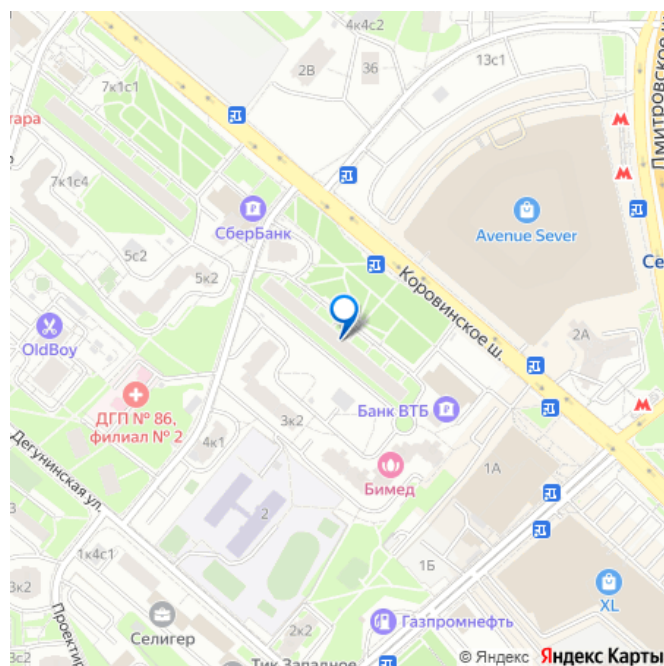 4к4с2
36
2В
13с1
7к1с1
Дмитровское
7к1с4
СберБанк
Avenue Sever
5с2
5к2
Коровинское ш.
2А
OldBoy
ДГП № 86,
филиал № 2
Банк ВТБ
3к2
4к1
Бимед
1А
Дегунинская ул.
2
1Б
1к4с1
XL
3к2
Селигер
Газпромнефть
2к2
3с2
Тик Западное
© Яндекс Яндекс Карты